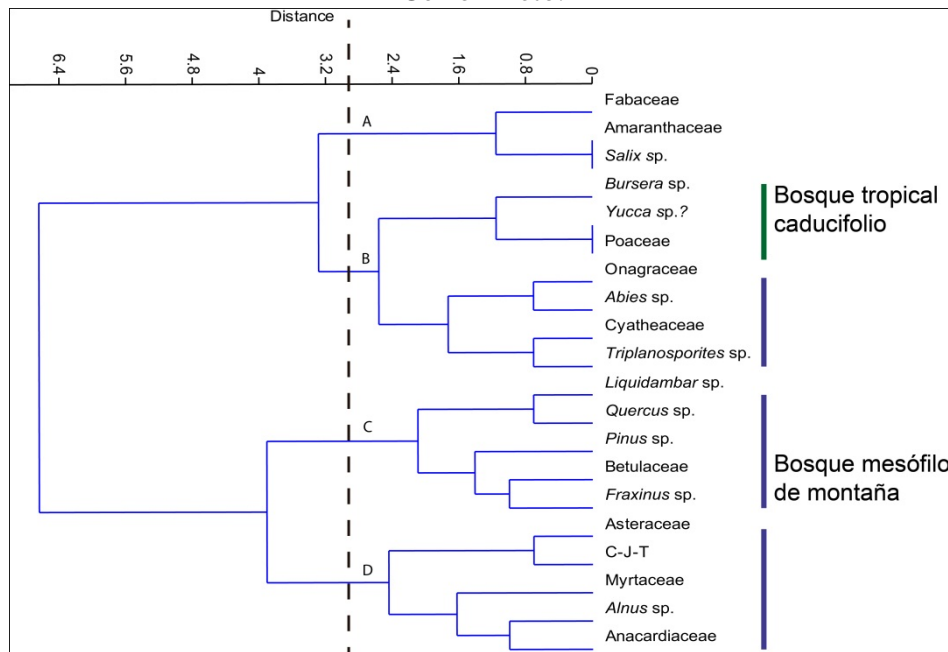 Distance
6.4 5.6 4.8 4 3.2 2.4 1.6 0.8 0
Fabaceae
A
Amaranthaceae
Salix sp.
Bursera sp.
Yucca sp.?
Poaceae
B
Onagraceae
Abies sp.
Cyatheaceae
Triplanosporites sp.
Bosque tropical
caducifolio
Liquidambar sp.
Quercus sp.
C
Pinus sp.
Betulaceae
Fraxinus sp.
Bosque mesófilo
de montaña
Asteraceae
C-J-T
D
Myrtaceae
Alnus sp.
Anacardiaceae